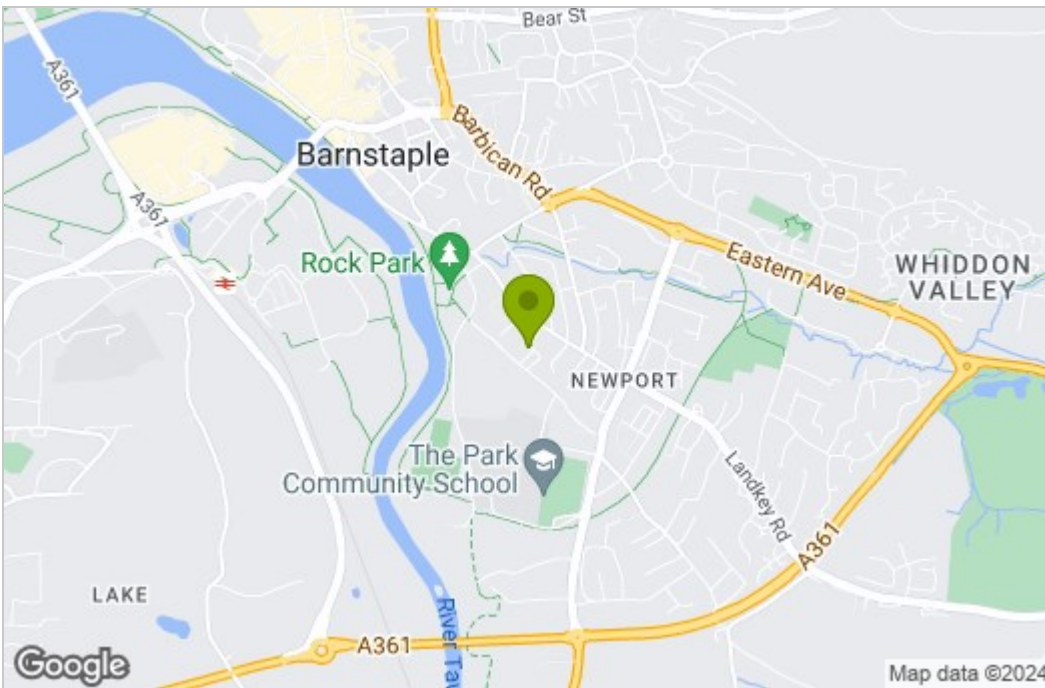 Bear St
A361
Barbican Rd
Barnstaple
A361
Rock Park
Eastern Ave
WHIDDON
VALLEY
NEWPORT
The Park
Community School
Landkey Rd
A361
LAKE
River Tav
A361
Google
Map data ©2024